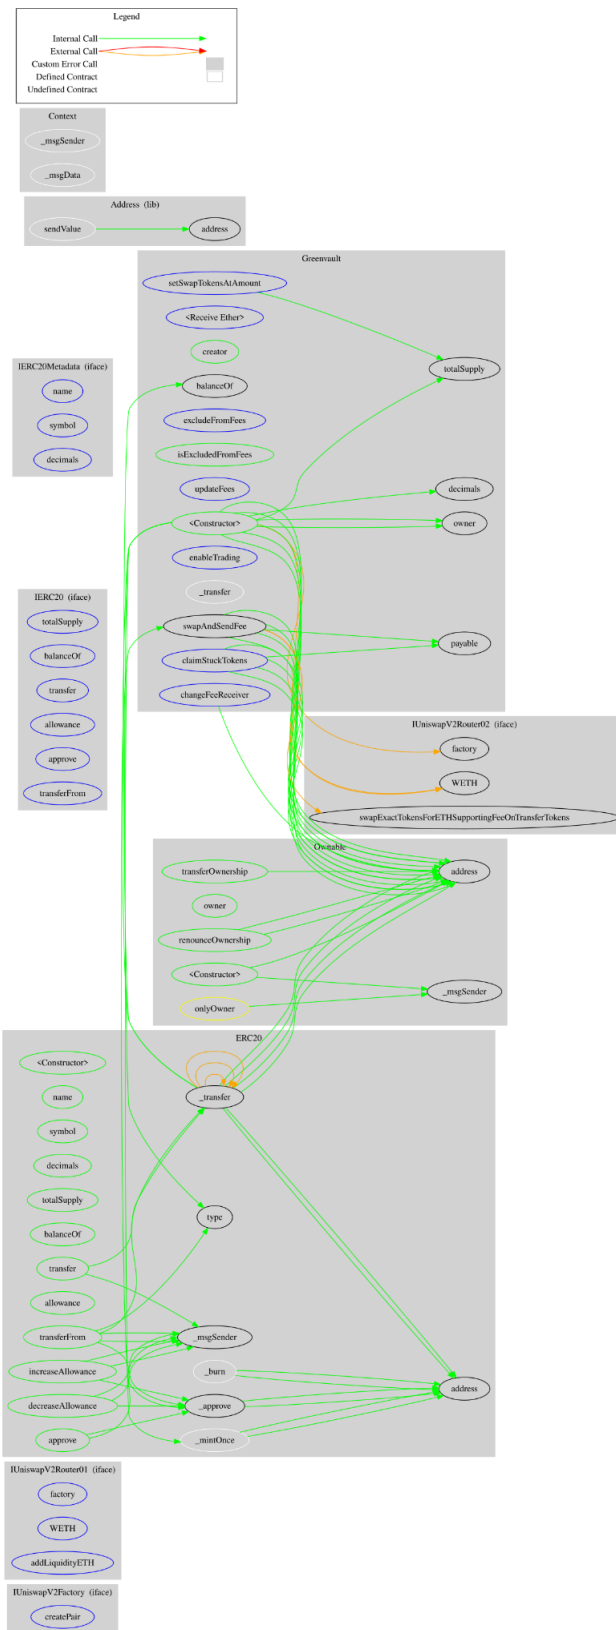 Legend
Internal Call
External Call
Custom Error Call
Defined Contract
Undefined Contract
Context
_msgSender
_msgData
Address (lib)
sendValue
address
Greenvault
setSwapTokensAtAmount
<Receive Ether>
creator
balanceOf
excludeFromFees
isExcludedFromFees
updateFees
<Constructor>
enableTrading
_transfer
swapAndSendFee
claimStuckTokens
changeFeeReceiver
totalSupply
decimals
owner
payable
IERC20Metadata (iface)
name
symbol
decimals
IERC20 (iface)
totalSupply
balanceOf
transfer
allowance
approve
transferFrom
IUniswapV2Router02 (iface)
factory
WETH
swapExactTokensForETHSupportingFeeOnTransferTokens
Ownable
transferOwnership
owner
renounceOwnership
<Constructor>
onlyOwner
address
_msgSender
ERC20
<Constructor>
name
symbol
decimals
totalSupply
balanceOf
transfer
allowance
transferFrom
increaseAllowance
decreaseAllowance
approve
_transfer
type
_msgSender
_burn
_approve
_mintOnce
address
IUniswapV2Router01 (iface)
factory
WETH
addLiquidityETH
IUniswapV2Factory (iface)
createPair